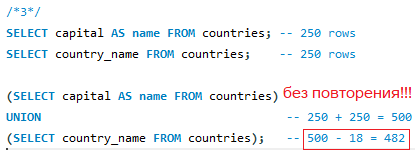 /*3*/
SELECT capital AS name FROM countries; -- 250 rows
SELECT country_name FROM countries; -- 250 rows
(SELECT capital AS name FROM countries) без повторения!!!
UNION -- 250 + 250 = 500
(SELECT country_name FROM countries); -- 500 - 18 = 482